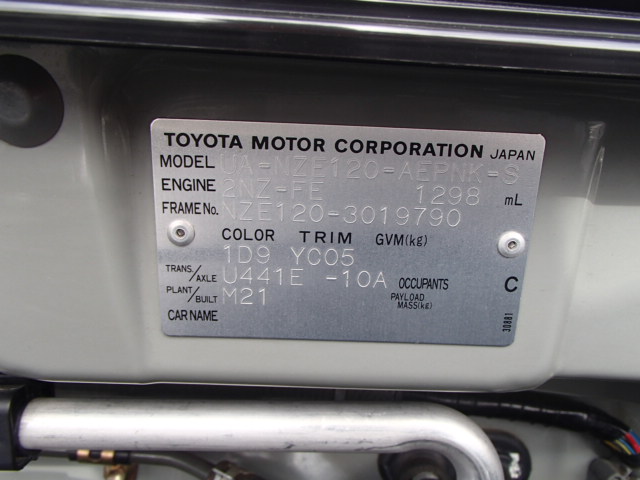 TOYOTA MOTOR CORPORATION JAPAN
MODEL UA-NZE120-AEPNK-S
ENGINE 2NZ-FE 1298 mL
FRAME No. NZE120-3019790
COLOR TRIM GVM(kg)
1D9 YC05
TRANS./AXLE U441E -10A OCCUPANTS C
PLANT/BUILT M21 PAYLOAD MASS(kg)
CAR NAME
30881